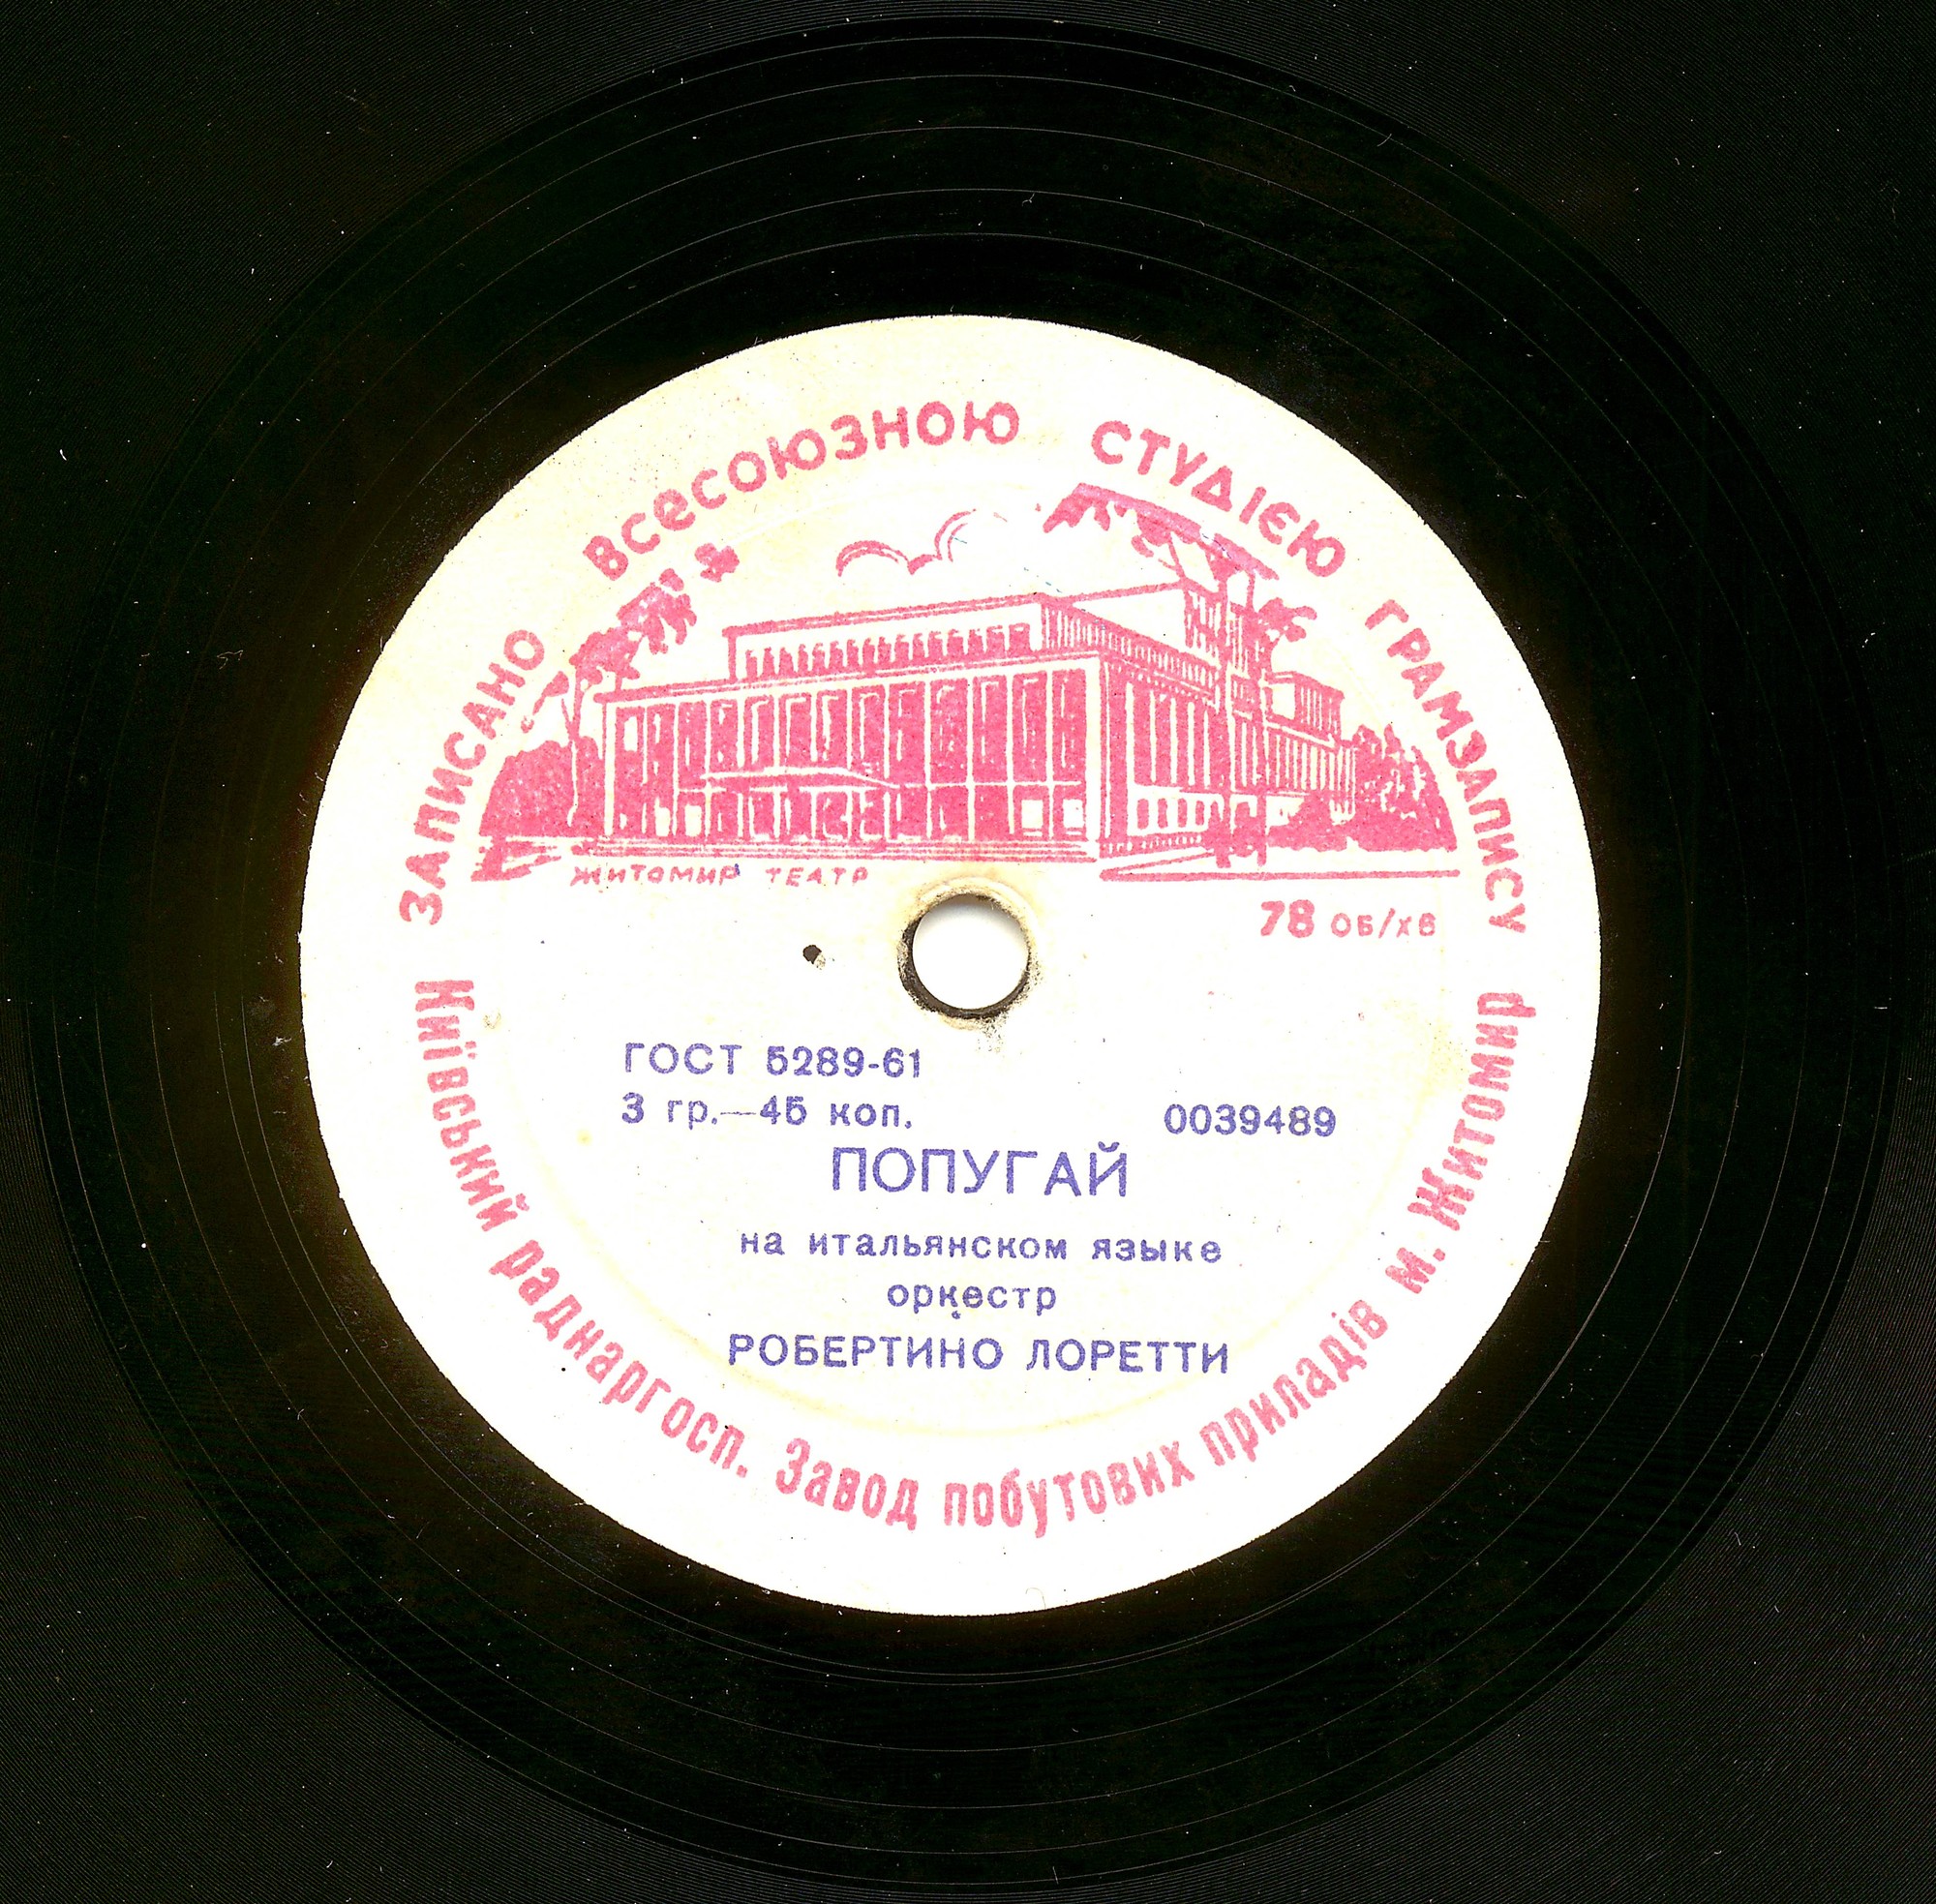 ЗАПИСАНО ВСЕСОЮЗНОЮ СТУДІЄЮ ГРАМЗАПИСУ
ЖИТОМИР ТЕАТР
78 ОБ/ХВ
ГОСТ 5289-61
3 гр.—45 коп.
0039489
ПОПУГАЙ
на итальянском языке
оркестр
РОБЕРТИНО ЛОРЕТТИ
Київський раднаргосп. Завод побутових приладів м. Житомир